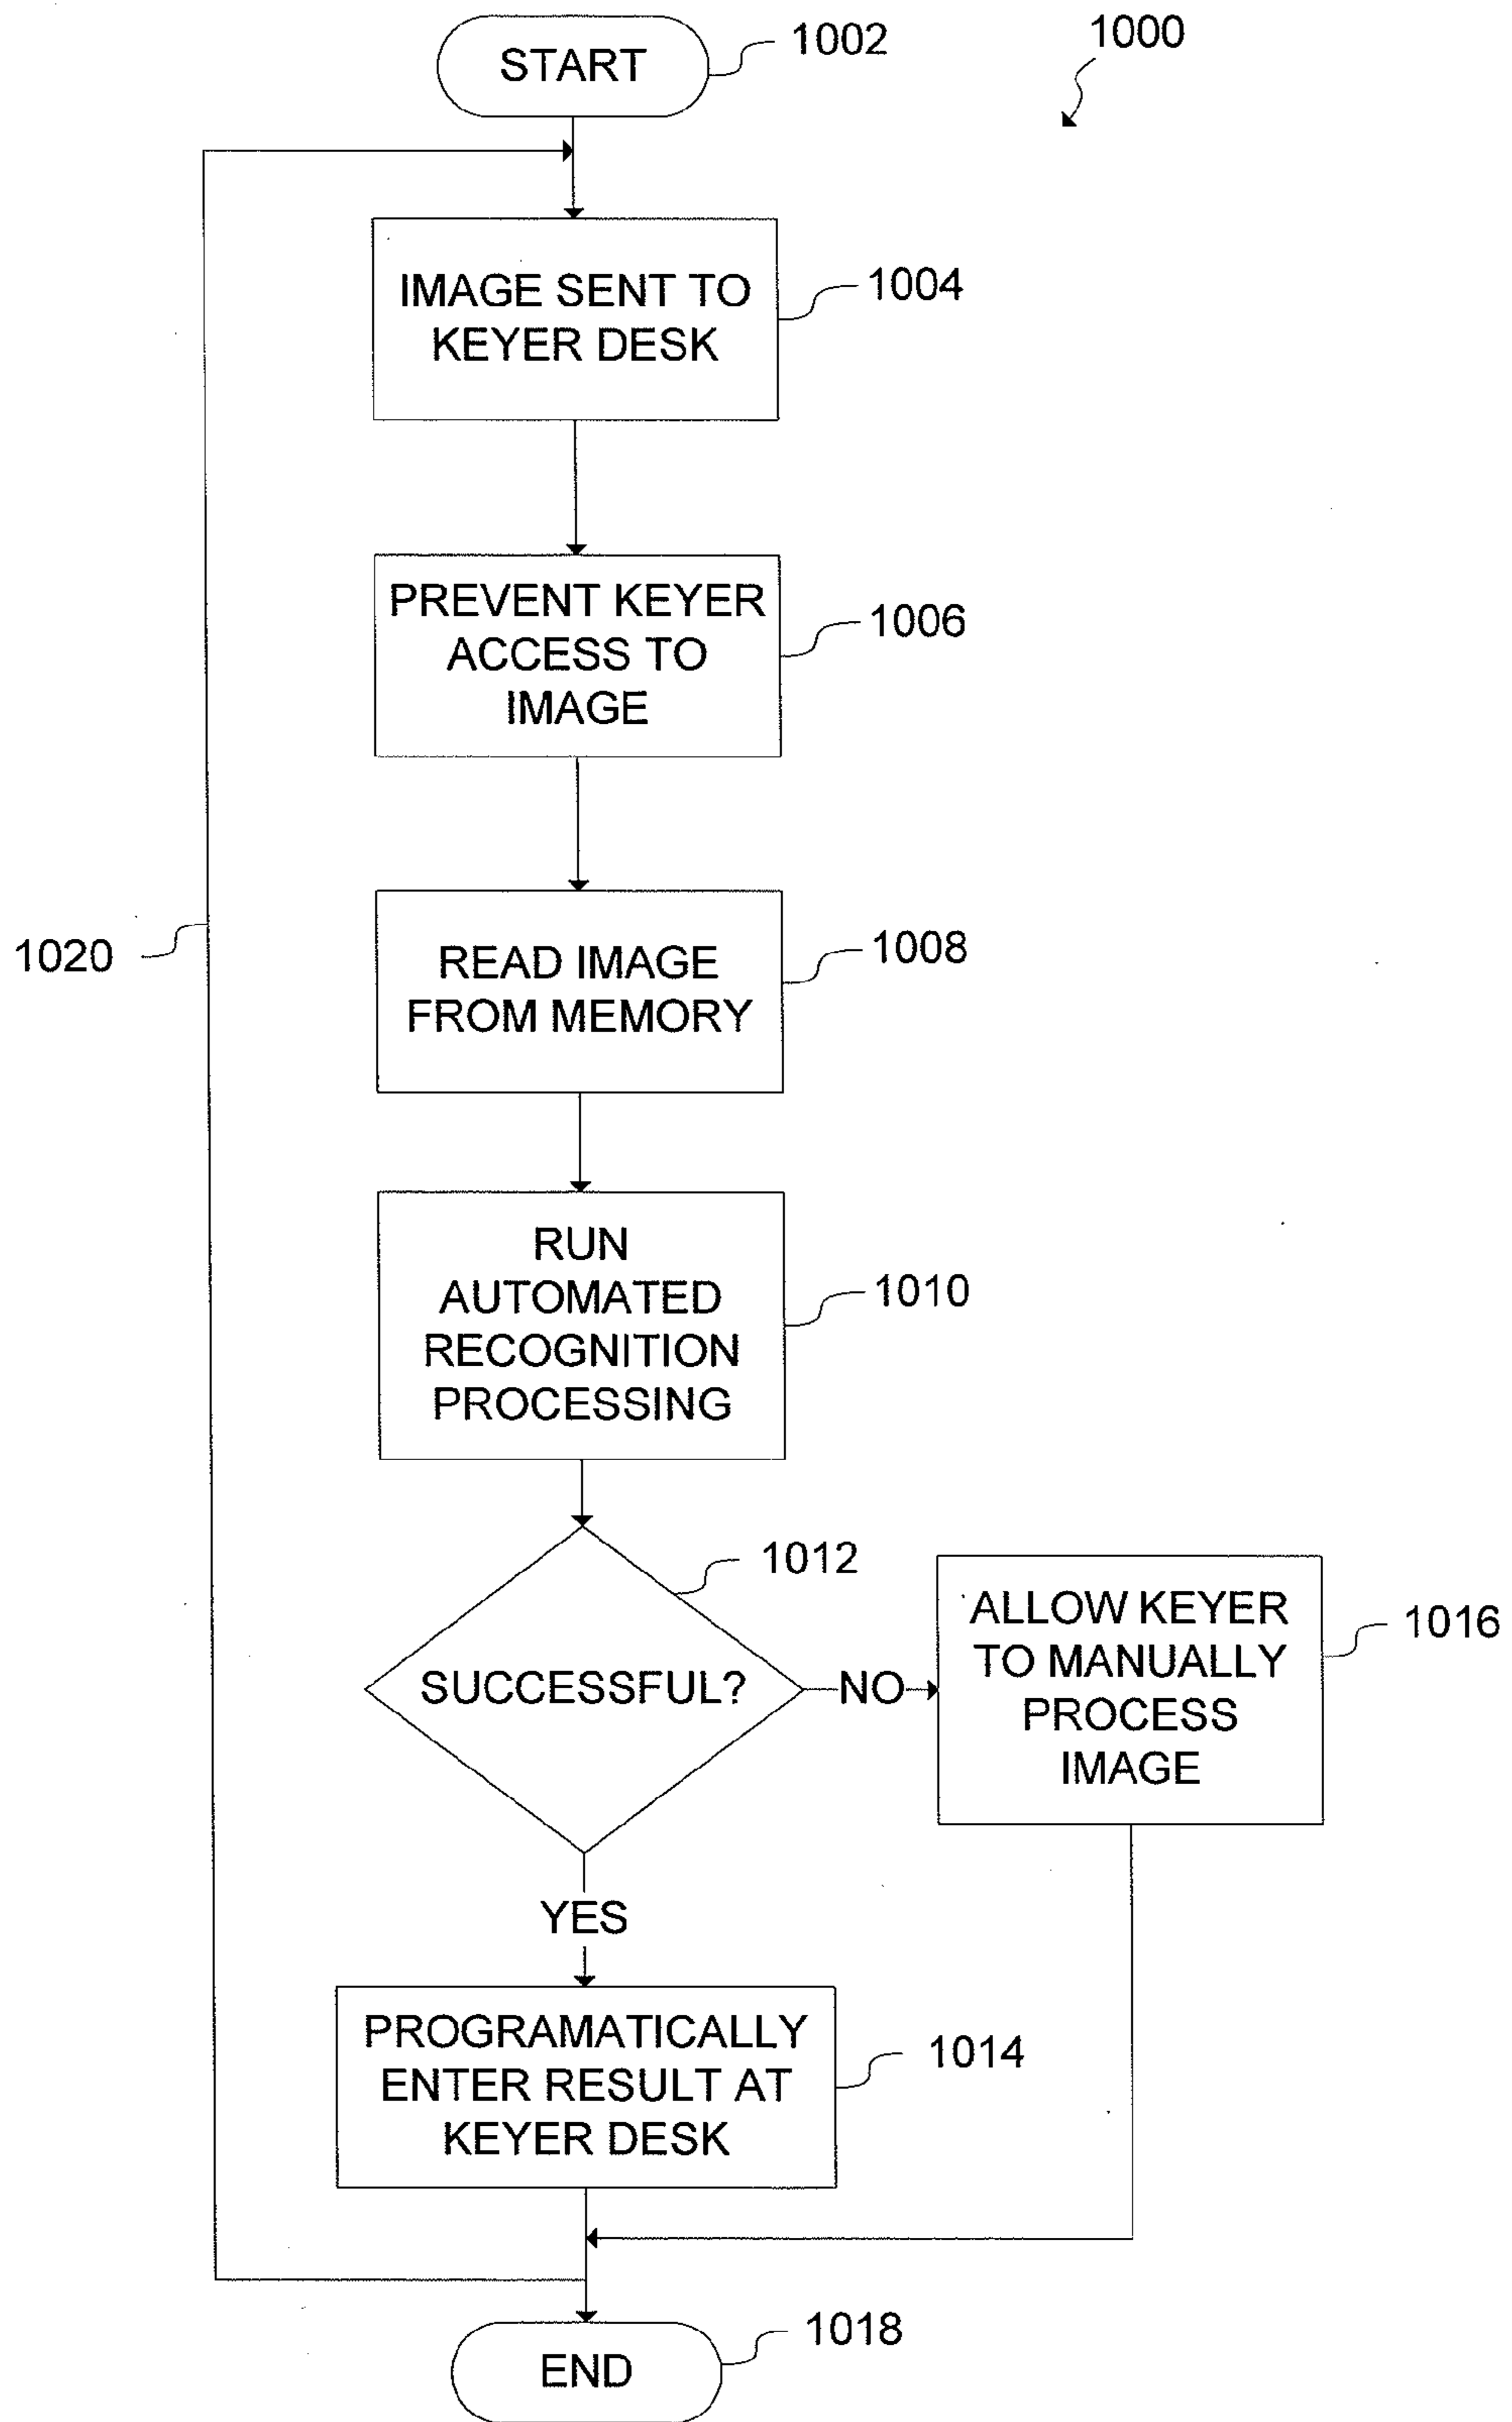 START
1002
1000
IMAGE SENT TO
KEYER DESK
1004
PREVENT KEYER
ACCESS TO
IMAGE
1006
READ IMAGE
FROM MEMORY
1008
1020
RUN
AUTOMATED
RECOGNITION
PROCESSING
1010
SUCCESSFUL?
1012
NO
ALLOW KEYER
TO MANUALLY
PROCESS
IMAGE
1016
YES
PROGRAMATICALLY
ENTER RESULT AT
KEYER DESK
1014
END
1018